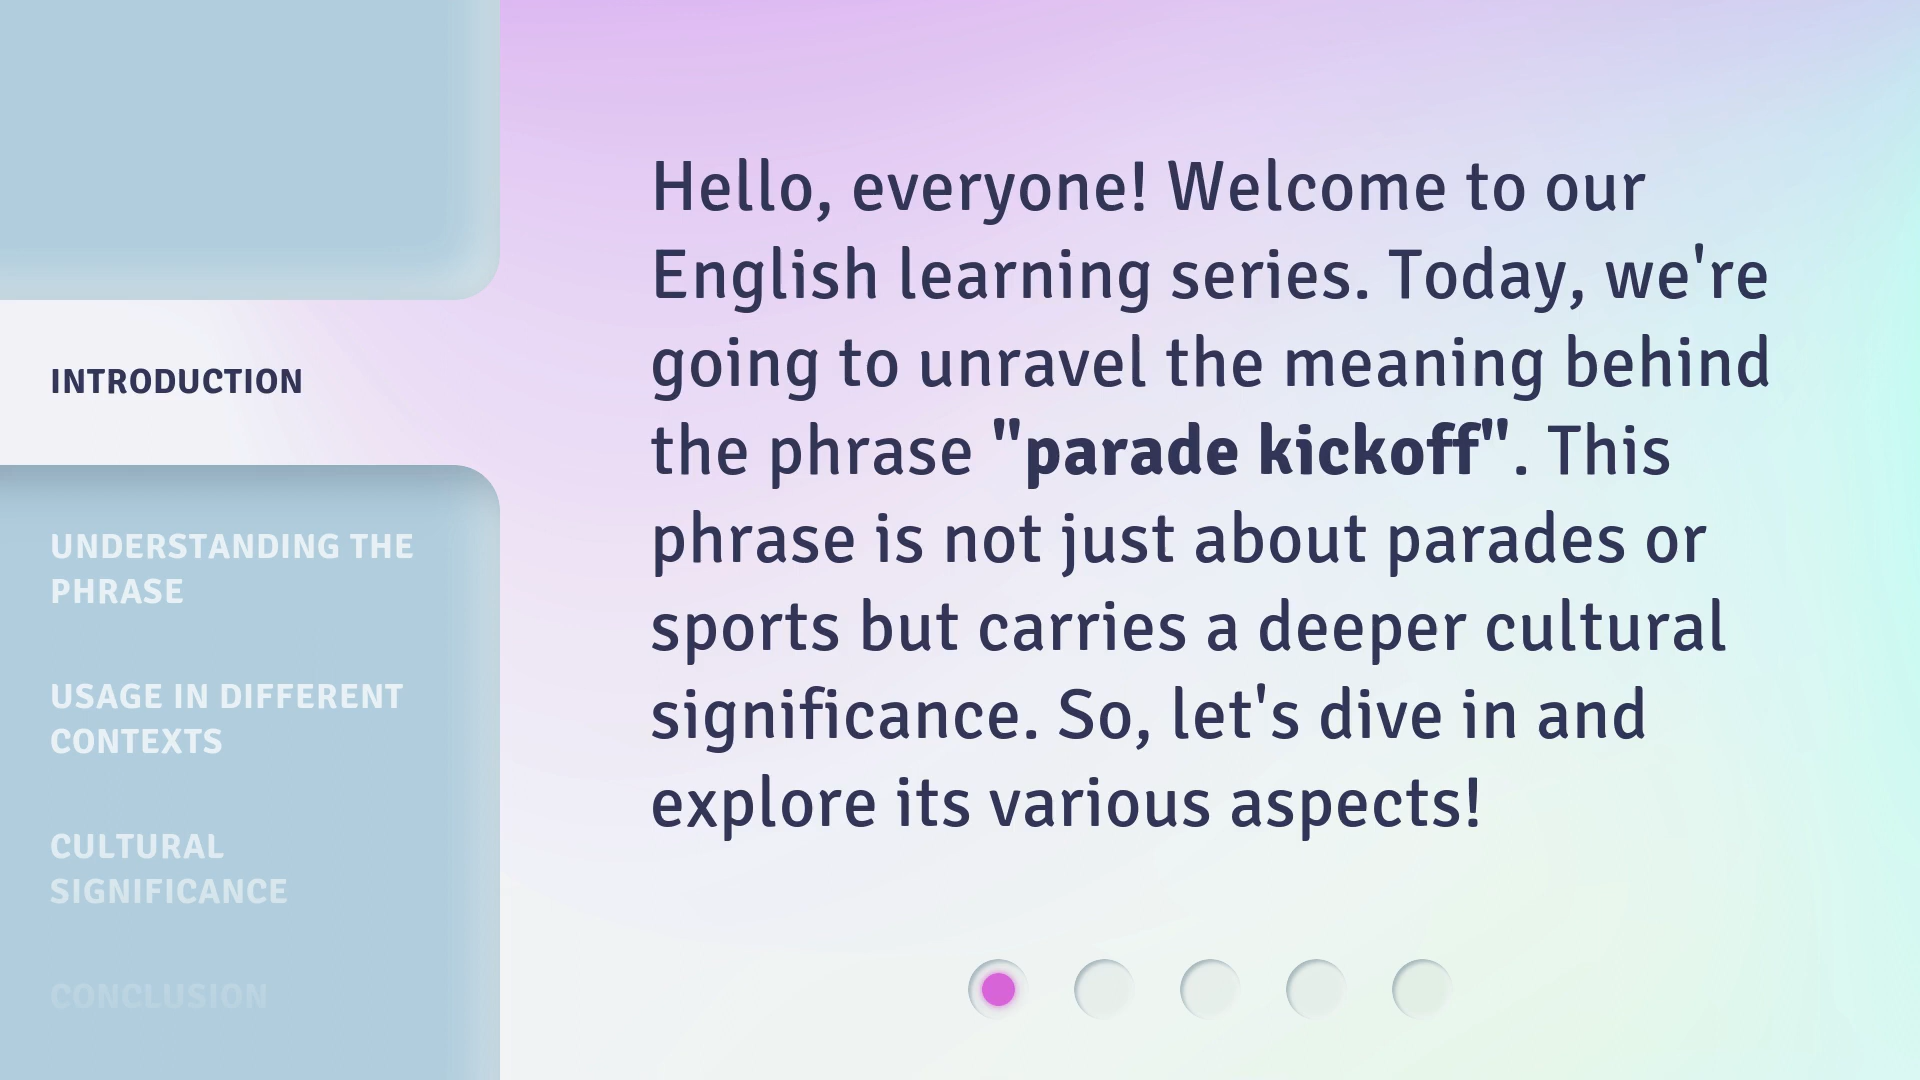 INTRODUCTION
UNDERSTANDING THE
PHRASE
USAGE IN DIFFERENT
CONTEXTS
CULTURAL
SIGNIFICANCE
CONCLUSION
Hello, everyone! Welcome to our
English learning series. Today, we're
going to unravel the meaning behind
the phrase "parade kickoff". This
phrase is not just about parades or
sports but carries a deeper cultural
significance. So, let's dive in and
explore its various aspects!